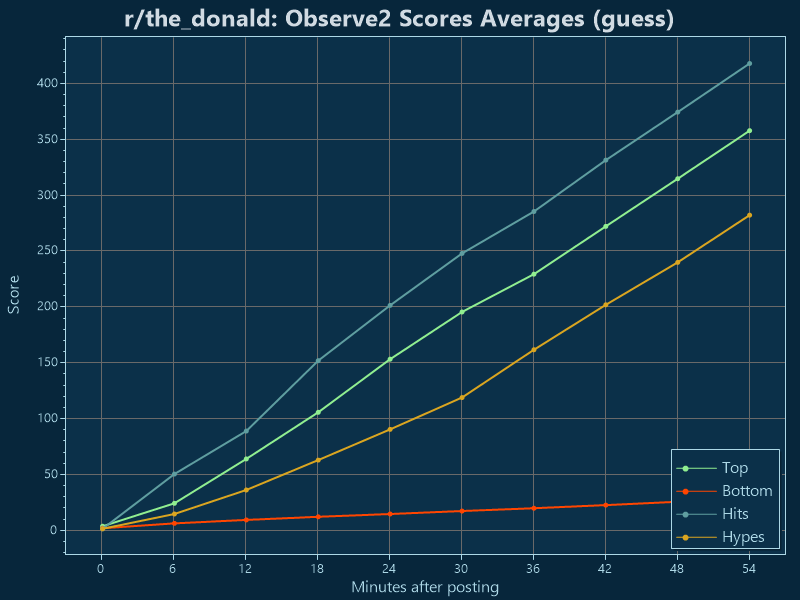 r/the_donald: Observe2 Scores Averages (guess)
Score
400
350
300
250
200
150
100
50
0
0 6 12 18 24 30 36 42 48 54
Minutes after posting
Top
Bottom
Hits
Hypes